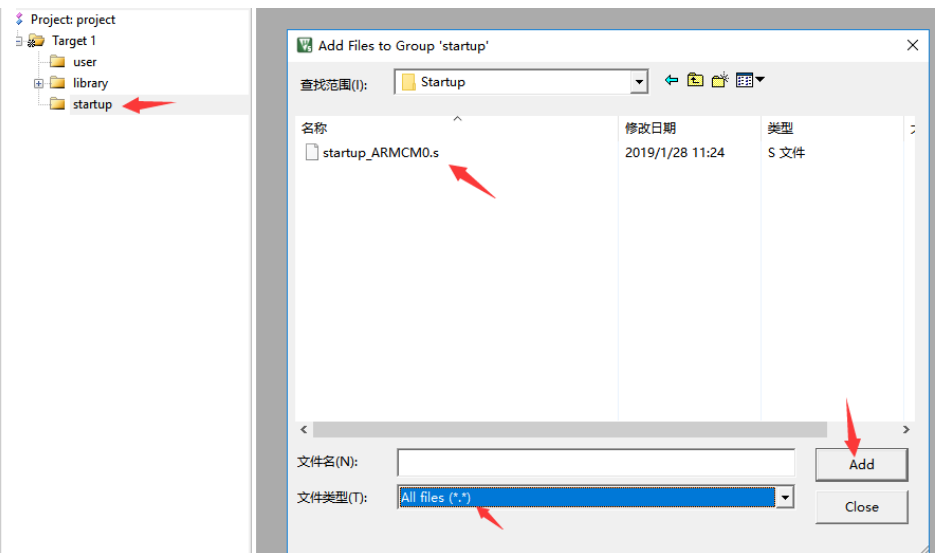 Project: project
Target 1
user
library
startup
Add Files to Group 'startup'
查找范围(I):
Startup
名称
修改日期
类型
startup_ARMCM0.s
2019/1/28 11:24
S 文件
文件名(N):
Add
文件类型(T):
All files (*.*)
Close